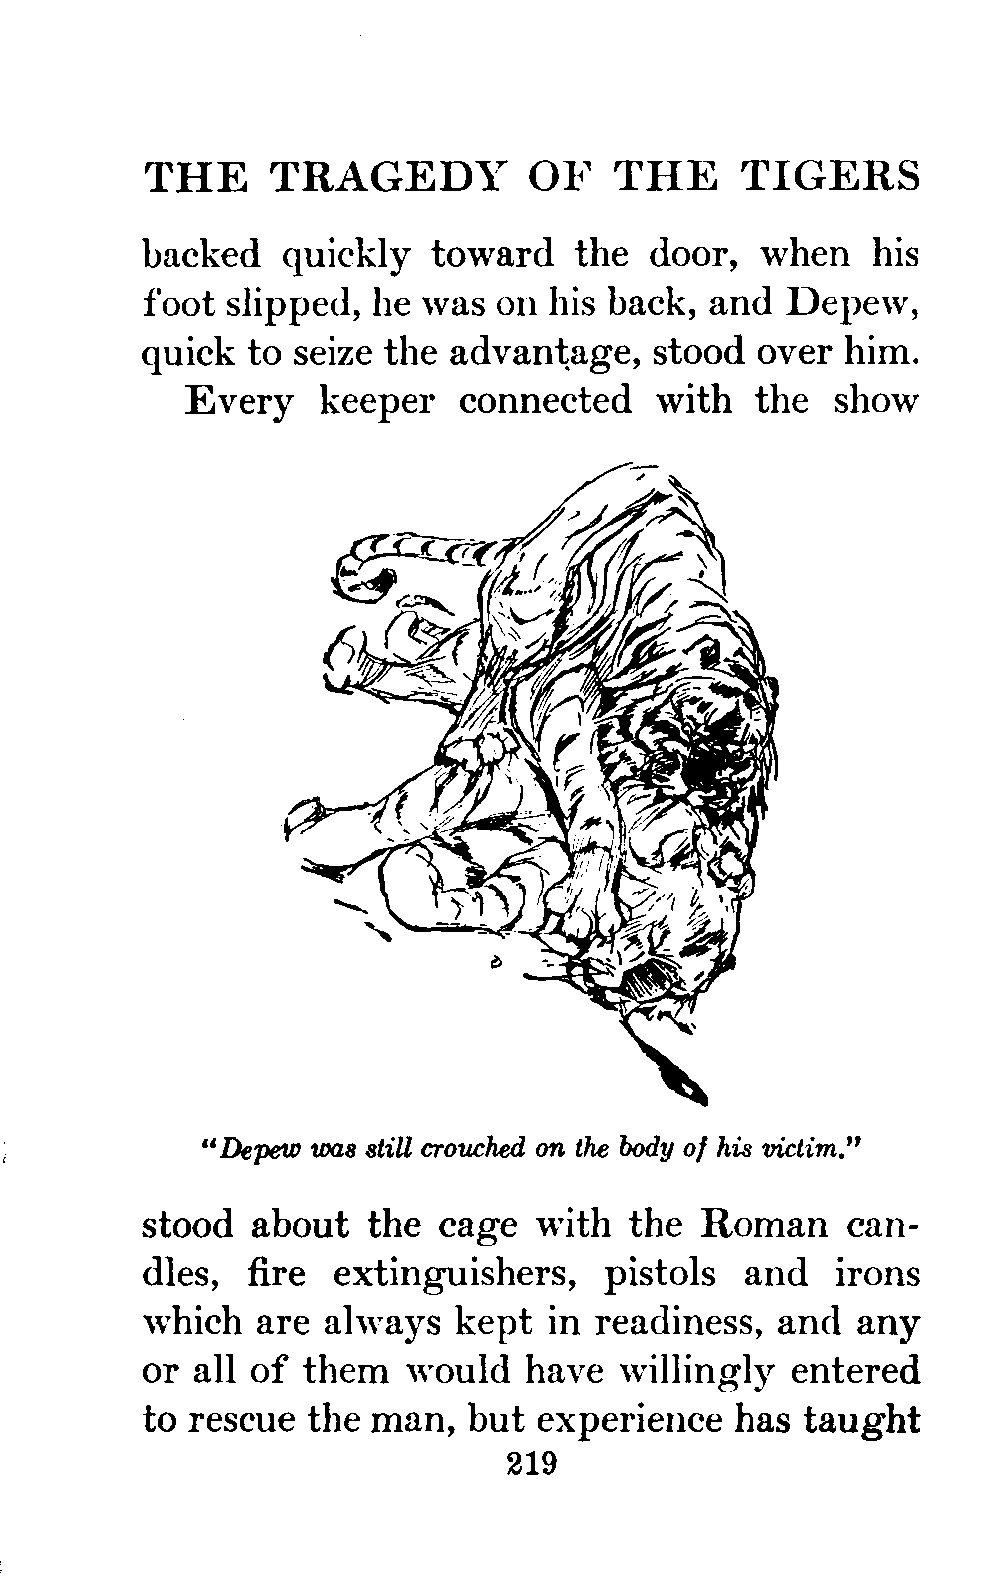 THE TRAGEDY OF THE TIGERS
backed quickly toward the door, when his
foot slipped, he was on his back, and Depew,
quick to seize the advantage, stood over him.
Every keeper connected with the show
"Depew was still crouched on the body of his victim."
stood about the cage with the Roman can-
dles, fire extinguishers, pistols and irons
which are always kept in readiness, and any
or all of them would have willingly entered
to rescue the man, but experience has taught
219